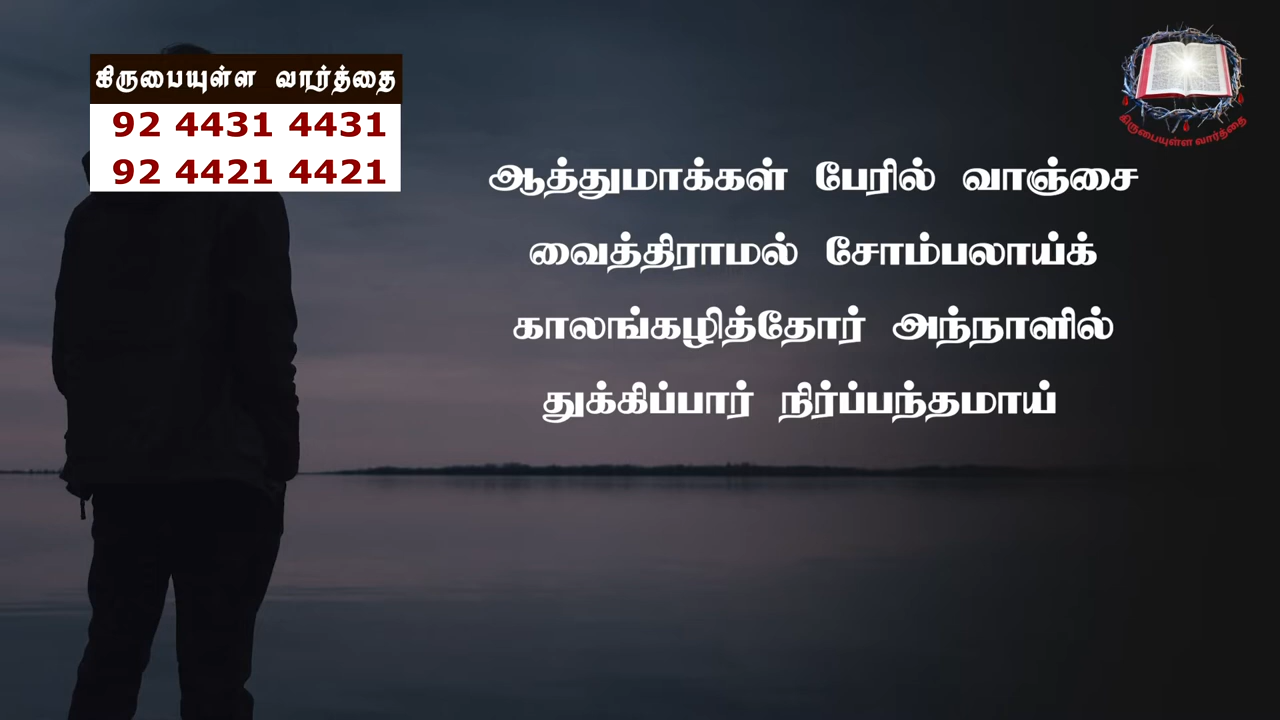 கிருபையுள்ள வார்த்தை
92 4431 4431
92 4421 4421
கிருபையுள்ள வார்த்தை
ஆத்துமாக்கள் பேரில் வாஞ்சை
வைத்திராமல் சோம்பலாய்க்
காலங்கழித்தோர் அந்நாளில்
துக்கிப்பார் நிர்ப்பந்தமாய்